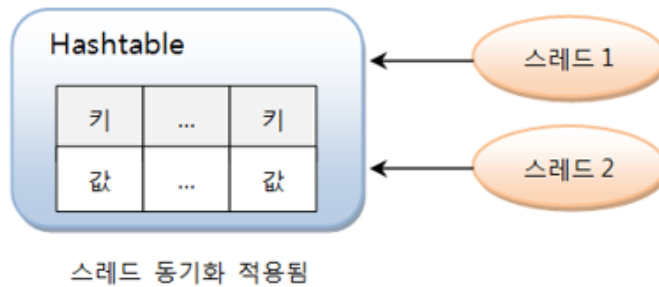 Hashtable
스레드 1
키 ... 키
스레드 2
값 ... 값
스레드 동기화 적용됨